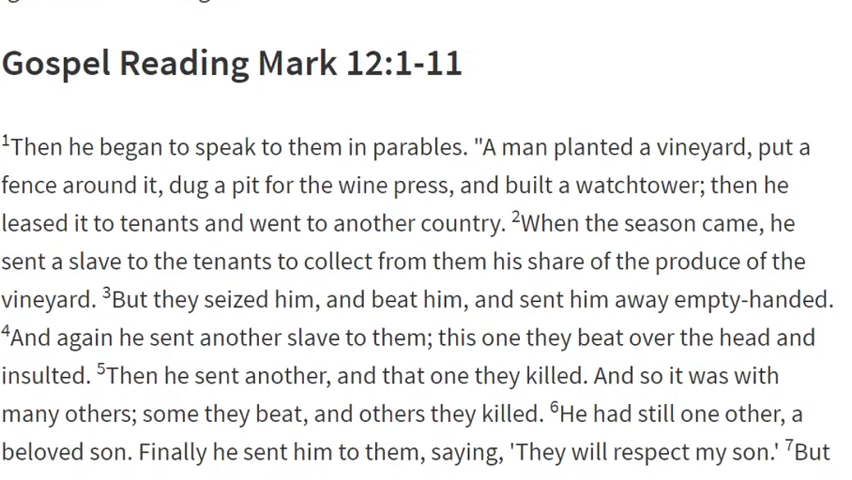 Gospel Reading Mark 12:1-11
1Then he began to speak to them in parables. "A man planted a vineyard, put a
fence around it, dug a pit for the wine press, and built a watchtower; then he
leased it to tenants and went to another country. 2When the season came, he
sent a slave to the tenants to collect from them his share of the produce of the
vineyard. 3But they seized him, and beat him, and sent him away empty-handed.
4And again he sent another slave to them; this one they beat over the head and
insulted. 5Then he sent another, and that one they killed. And so it was with
many others; some they beat, and others they killed. 6He had still one other, a
beloved son. Finally he sent him to them, saying, 'They will respect my son.' 7But